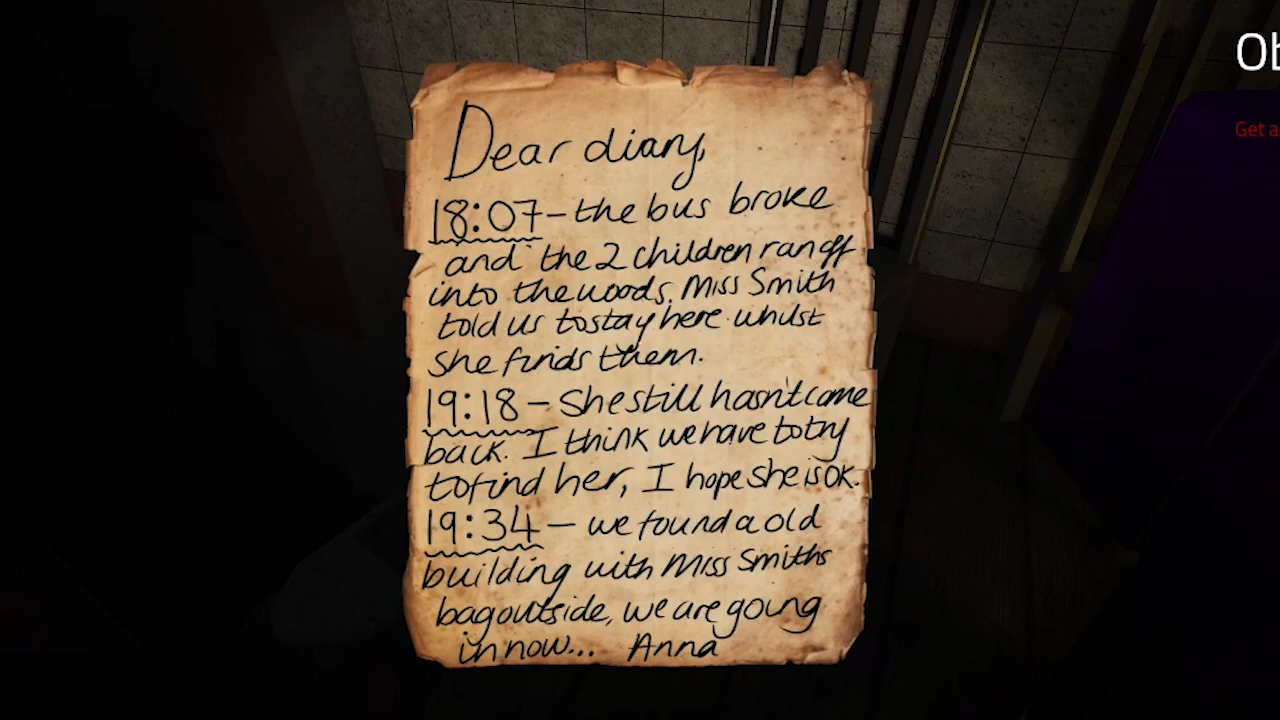 Dear diary,
18:07 - the bus broke
and the 2 children ran off
into the woods. Miss Smith
told us to stay here whilst
she finds them.
19:18 - She still hasn't come
back. I think we have to try
to find her, I hope she is ok.
19:34 - we found a old
building with Miss Smiths
bag outside, we are going
in now... Anna
Ob
Get a